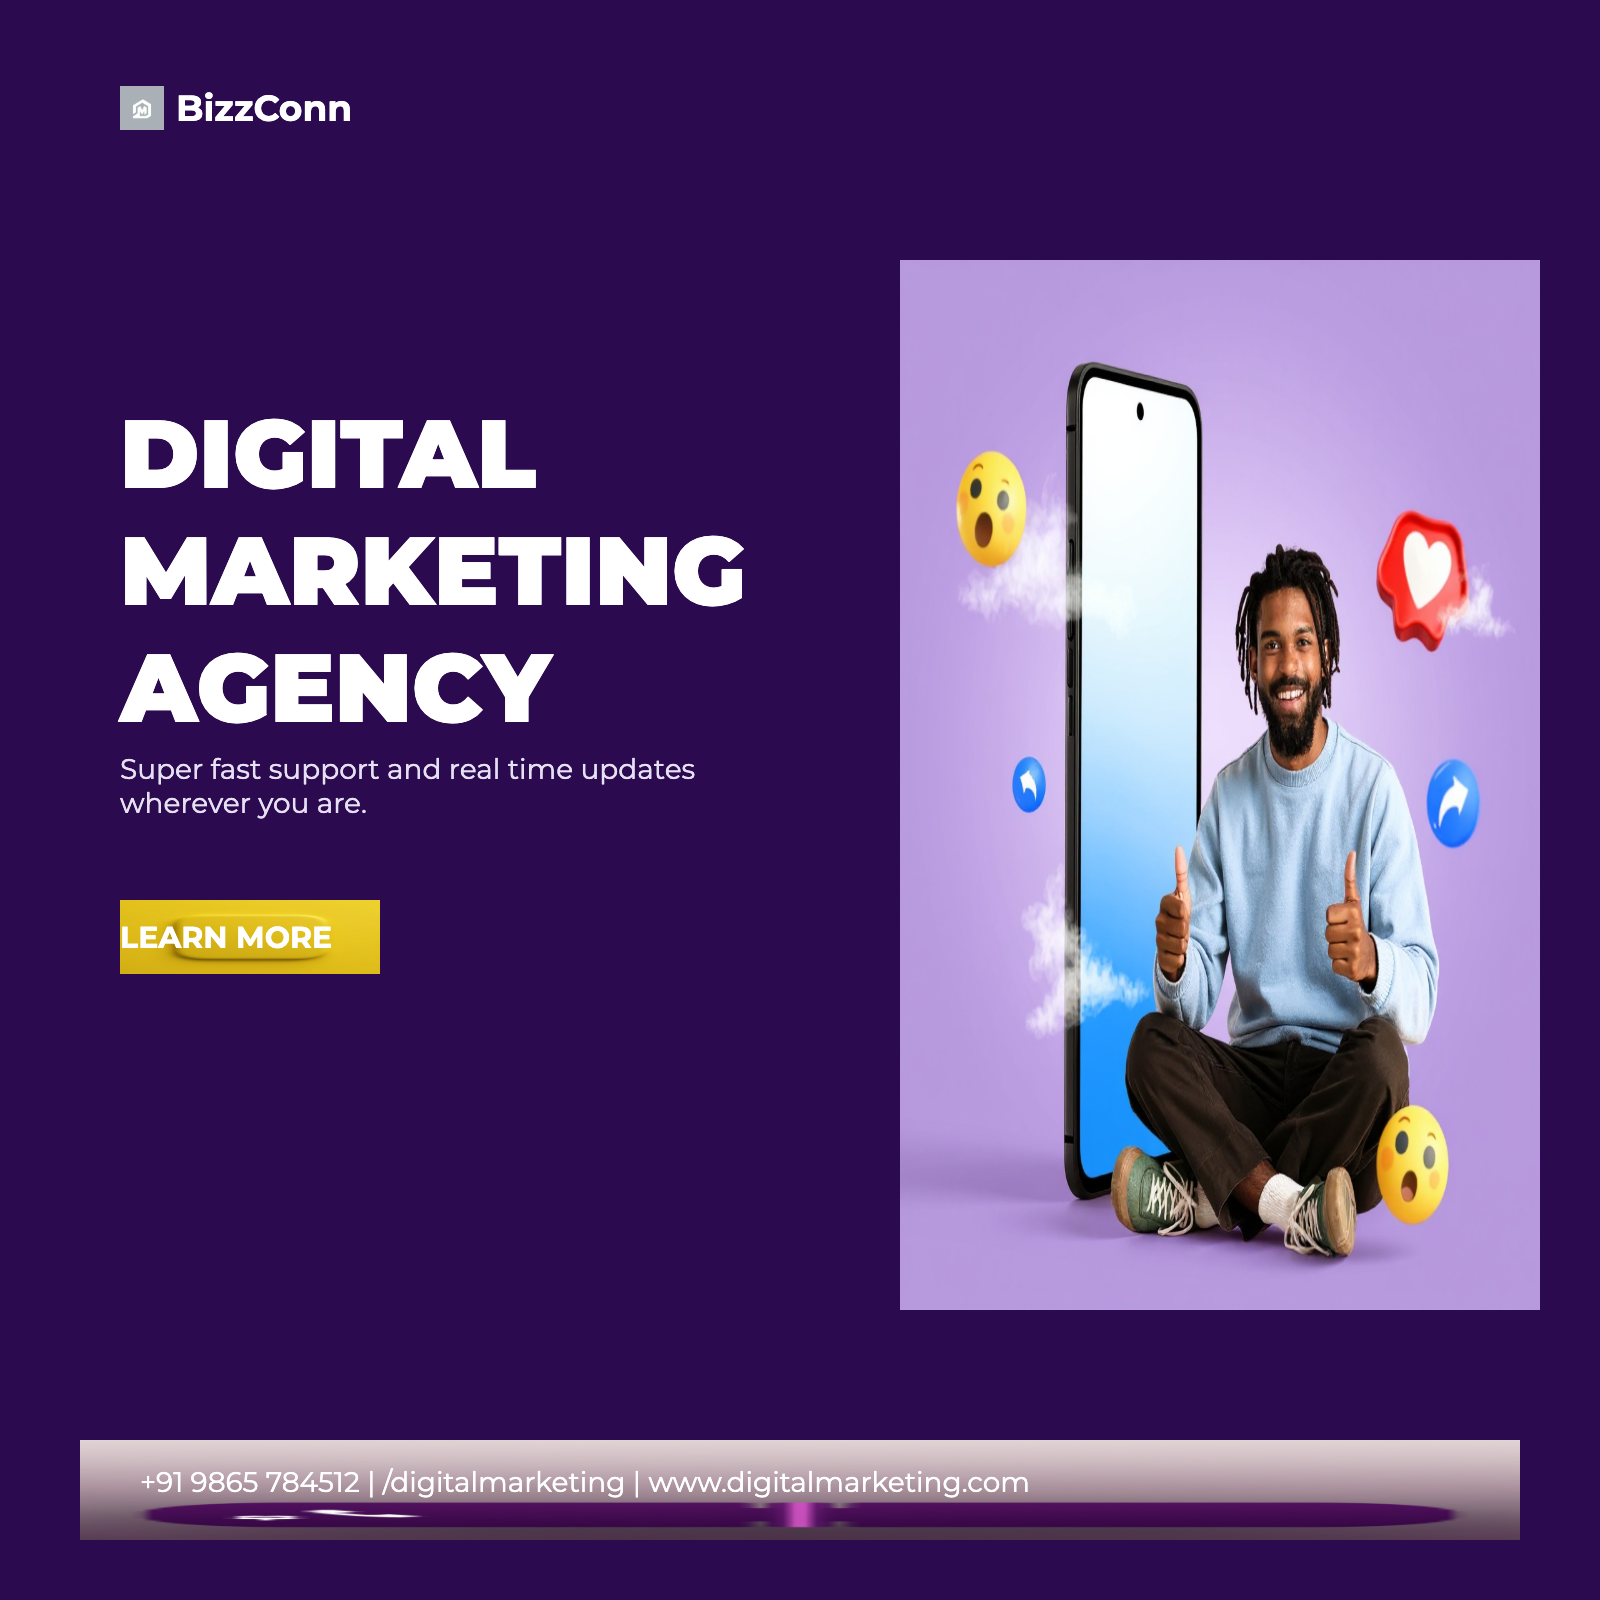 BizzConn
DIGITAL
MARKETING
AGENCY
Super fast support and real time updates
wherever you are.
LEARN MORE
+91 9865 784512 | /digitalmarketing | www.digitalmarketing.com